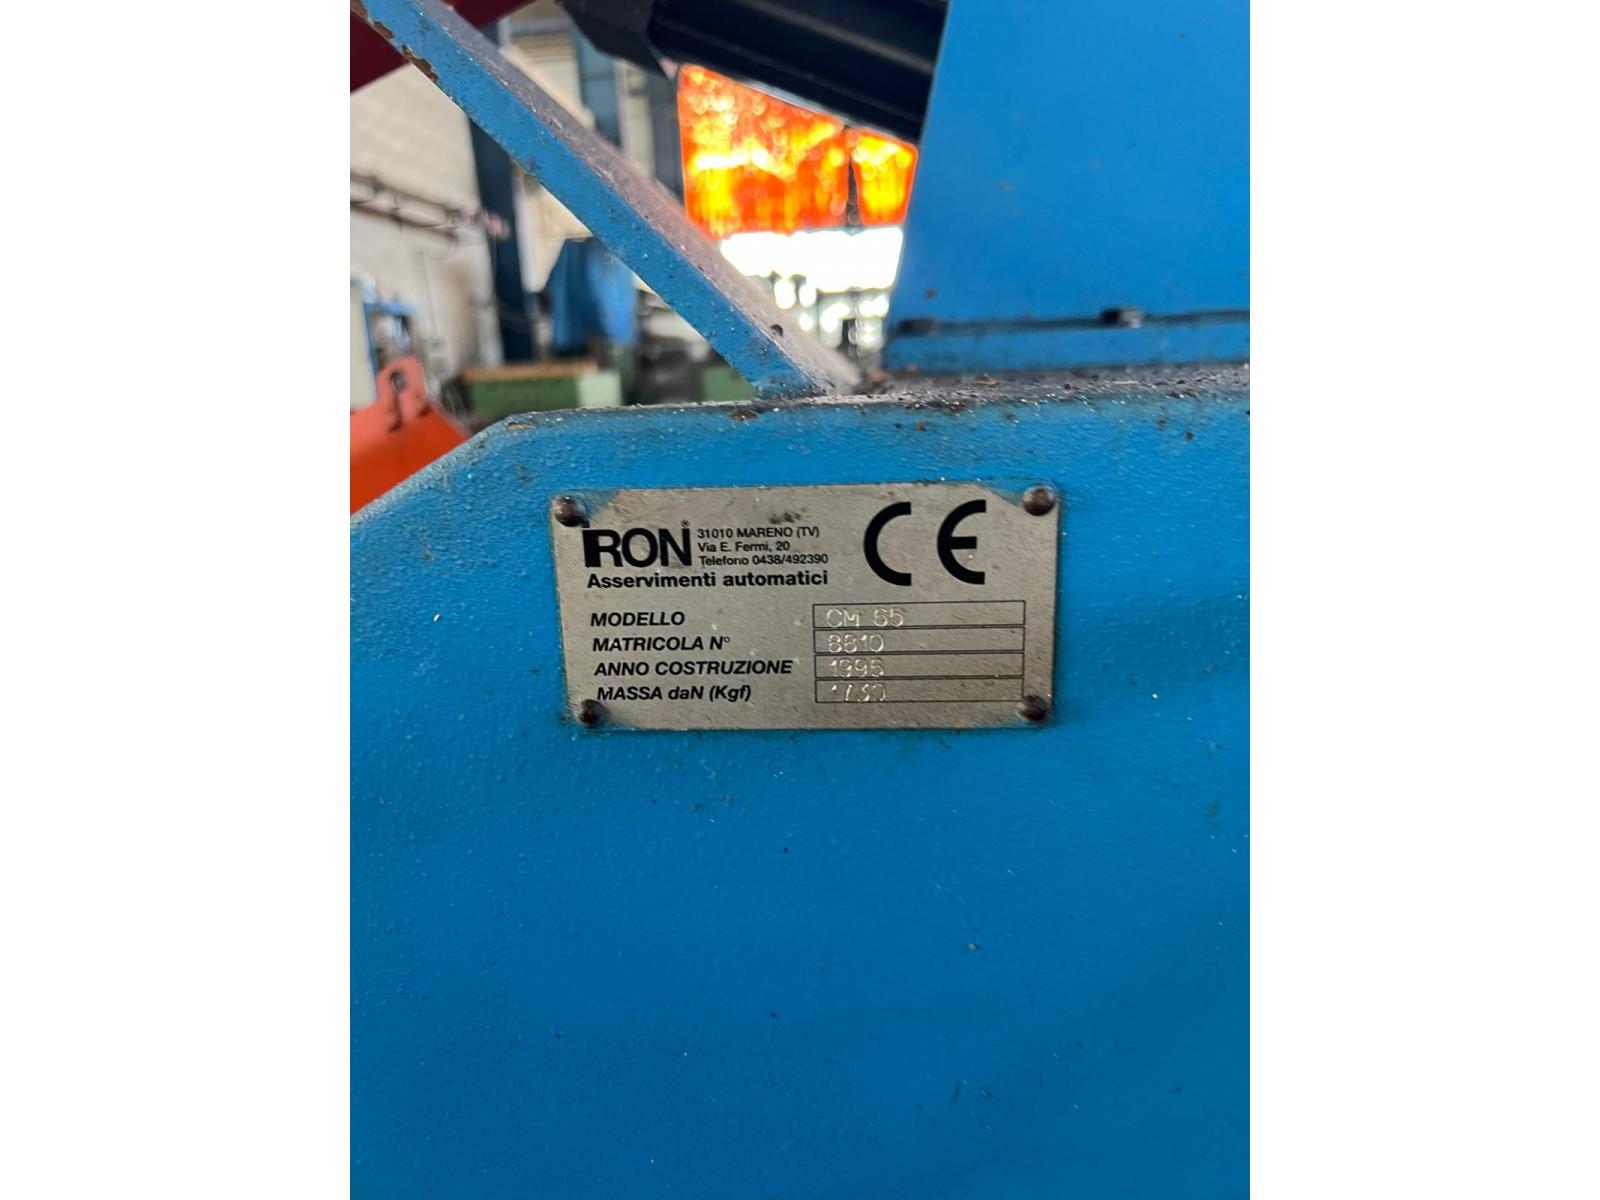 IRON®
31010 MARENO (TV)
Via E. Fermi, 20
Telefono 0438/492390
Asservimenti automatici
CE
MODELLO CM 65
MATRICOLA N° 8810
ANNO COSTRUZIONE 1996
MASSA daN (Kgf) 1730